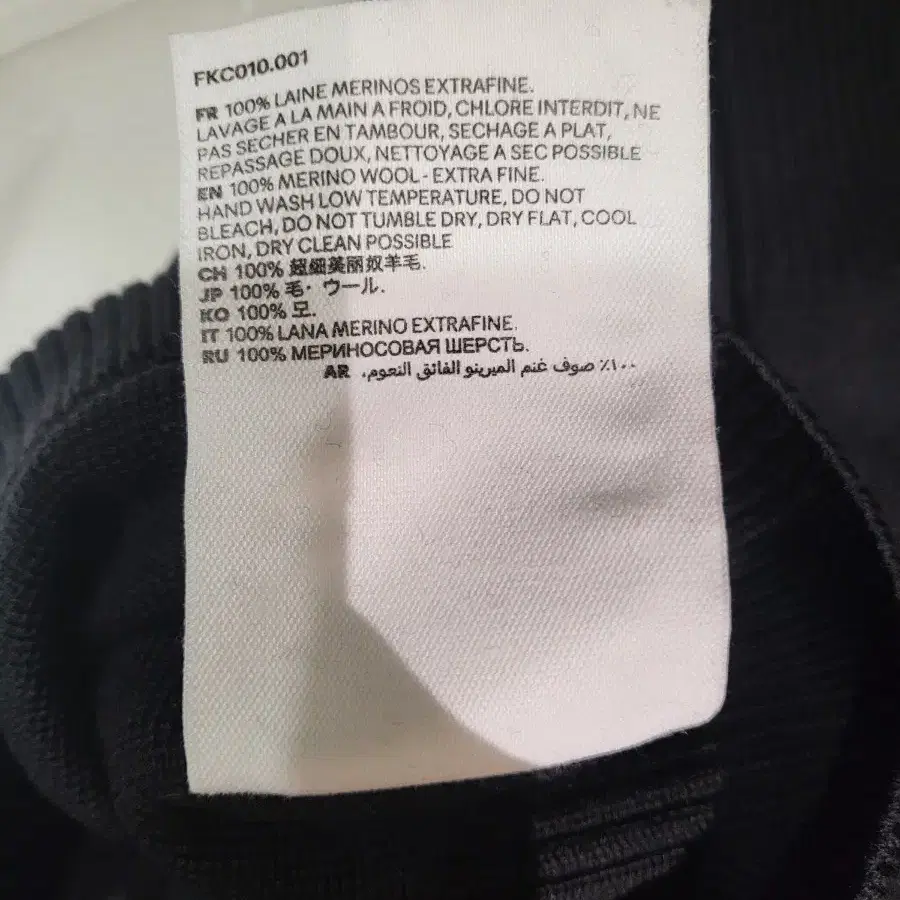 FKC010.001
FR 100% LAINE MERINOS EXTRAFINE.
LAVAGE A LA MAIN A FROID, CHLORE INTERDIT, NE
PAS SECHER EN TAMBOUR, SECHAGE A PLAT,
REPASSAGE DOUX, NETTOYAGE A SEC POSSIBLE
EN 100% MERINO WOOL - EXTRA FINE.
HAND WASH LOW TEMPERATURE, DO NOT
BLEACH, DO NOT TUMBLE DRY, DRY FLAT, COOL
IRON, DRY CLEAN POSSIBLE
CH 100% 超细美丽奴羊毛.
JP 100% 毛・ウール.
KO 100% 모.
IT 100% LANA MERINO EXTRAFINE.
RU 100% МЕРИНОСОВАЯ ШЕРСТЬ.
AR ١٠٠٪ صوف غنم الميرينو الفائق النعوم.